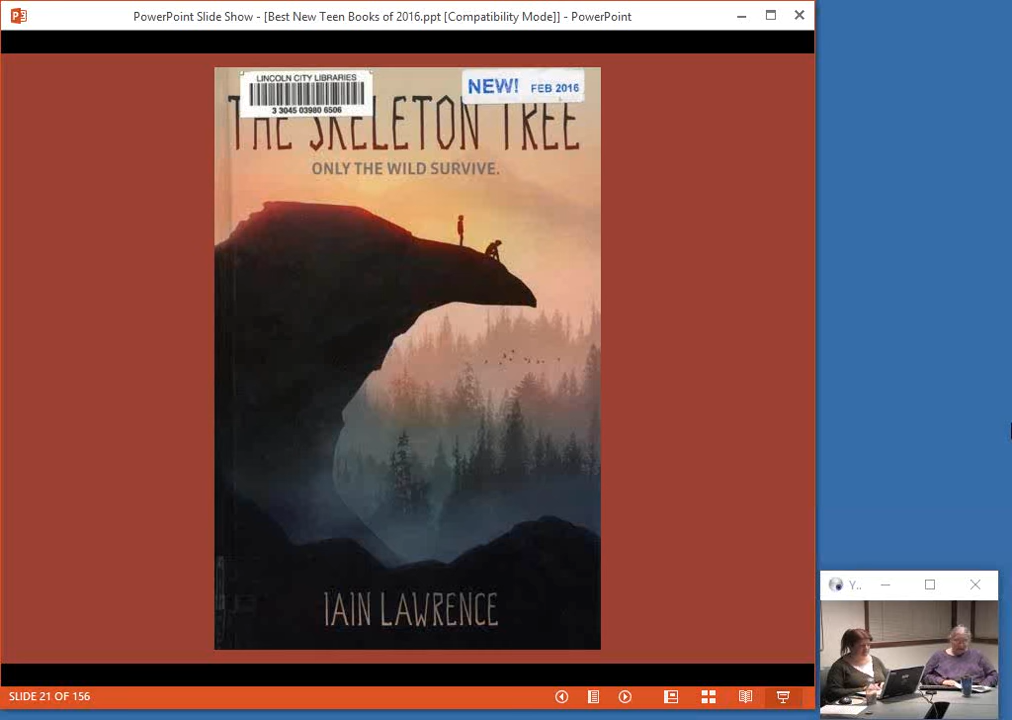 PowerPoint Slide Show - [Best New Teen Books of 2016.ppt [Compatibility Mode]] - PowerPoint
LINCOLN CITY LIBRARIES
3 3045 03980 6506
NEW! FEB 2016
THE SKELETON TREE
ONLY THE WILD SURVIVE.
IAIN LAWRENCE
SLIDE 21 OF 156
Y..